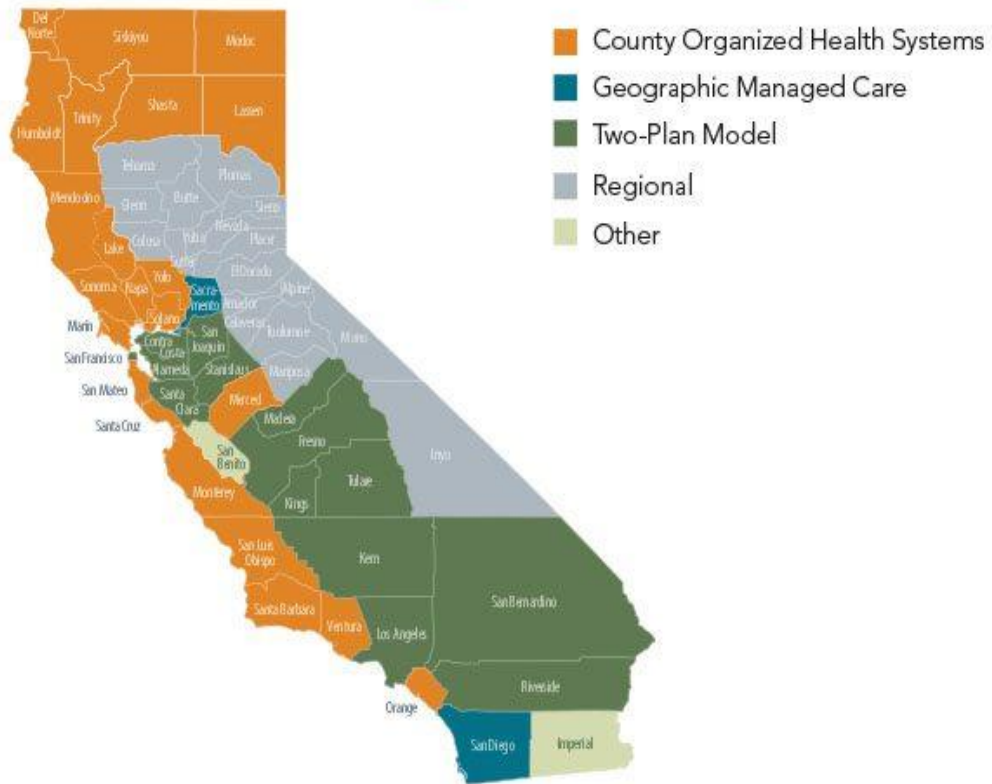 County Organized Health Systems
Geographic Managed Care
Two-Plan Model
Regional
Other
Del
Norte
Siskiyou
Modoc
Humboldt
Trinity
Shasta
Lassen
Tehama
Plumas
Mendocino
Glenn
Butte
Sierra
Lake
Colusa
Yuba
Nevada
Placer
Sutter
Sonoma
Napa
Yolo
El Dorado
Alpine
Solano
Sacra-
mento
Amador
Calaveras
Tuolumne
Mono
Marin
Contra
Costa
San
Joaquin
San Francisco
Alameda
Stanislaus
Mariposa
San Mateo
Santa
Clara
Merced
Madera
Santa Cruz
San
Benito
Fresno
Inyo
Monterey
Kings
Tulare
San Luis
Obispo
Kern
San Bernardino
Santa Barbara
Ventura
Los Angeles
Orange
Riverside
San Diego
Imperial